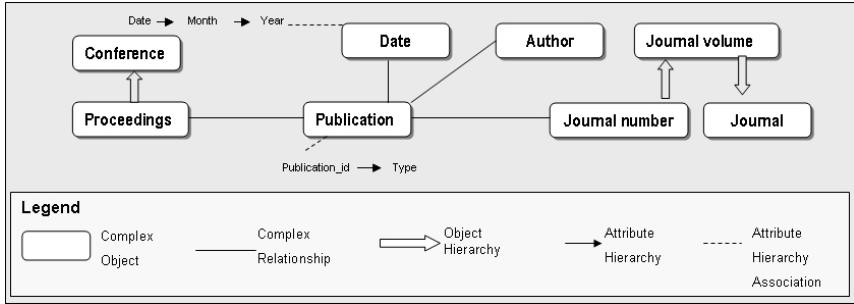 Date Month Year
Date
Author
Journal volume
Conference
Proceedings
Publication
Journal number
Journal
Publication_id Type
Legend
Complex
Object
Complex
Relationship
Object
Hierarchy
Attribute
Hierarchy
Attribute
Hierarchy
Association